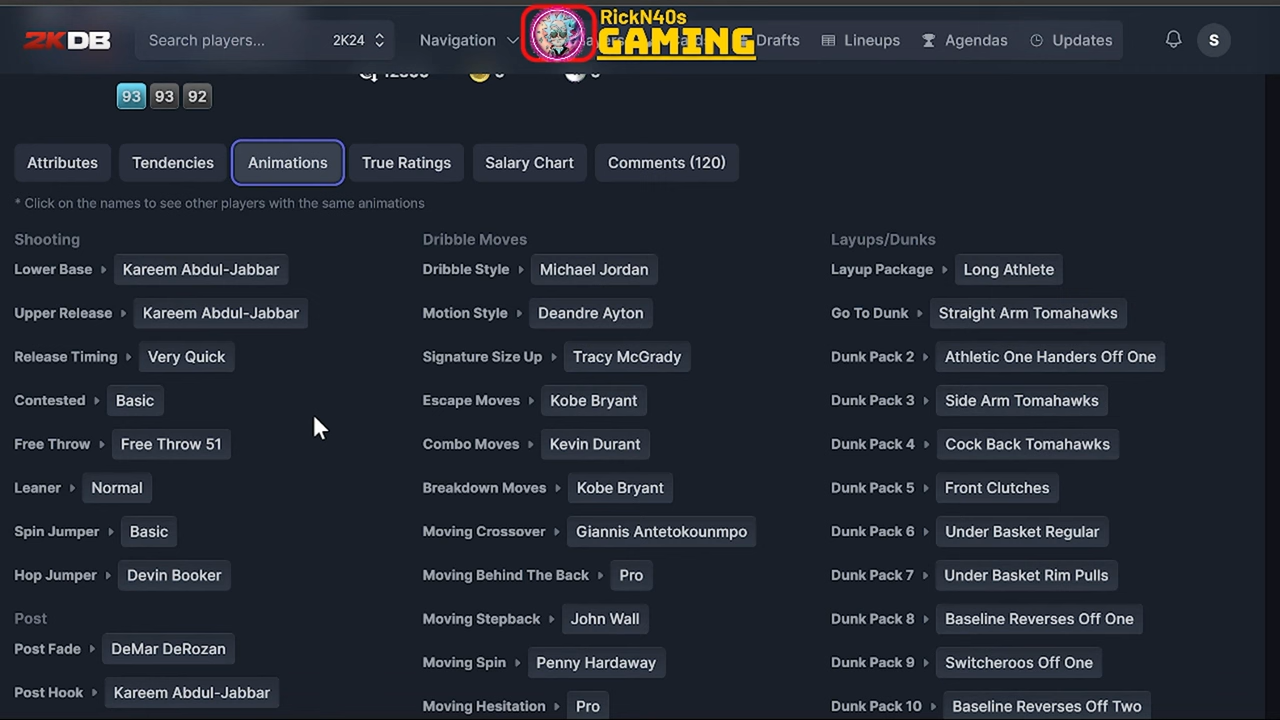 2KDB
Search players...
2K24
Navigation
RickN40s
GAMING
Drafts
Lineups
Agendas
Updates
S
93 93 92
Attributes
Tendencies
Animations
True Ratings
Salary Chart
Comments (120)
* Click on the names to see other players with the same animations
Shooting
Lower Base Kareem Abdul-Jabbar
Upper Release Kareem Abdul-Jabbar
Release Timing Very Quick
Contested Basic
Free Throw Free Throw 51
Leaner Normal
Spin Jumper Basic
Hop Jumper Devin Booker
Post
Post Fade DeMar DeRozan
Post Hook Kareem Abdul-Jabbar
Dribble Moves
Dribble Style Michael Jordan
Motion Style Deandre Ayton
Signature Size Up Tracy McGrady
Escape Moves Kobe Bryant
Combo Moves Kevin Durant
Breakdown Moves Kobe Bryant
Moving Crossover Giannis Antetokounmpo
Moving Behind The Back Pro
Moving Stepback John Wall
Moving Spin Penny Hardaway
Moving Hesitation Pro
Layups/Dunks
Layup Package Long Athlete
Go To Dunk Straight Arm Tomahawks
Dunk Pack 2 Athletic One Handers Off One
Dunk Pack 3 Side Arm Tomahawks
Dunk Pack 4 Cock Back Tomahawks
Dunk Pack 5 Front Clutches
Dunk Pack 6 Under Basket Regular
Dunk Pack 7 Under Basket Rim Pulls
Dunk Pack 8 Baseline Reverses Off One
Dunk Pack 9 Switcheroos Off One
Dunk Pack 10 Baseline Reverses Off Two